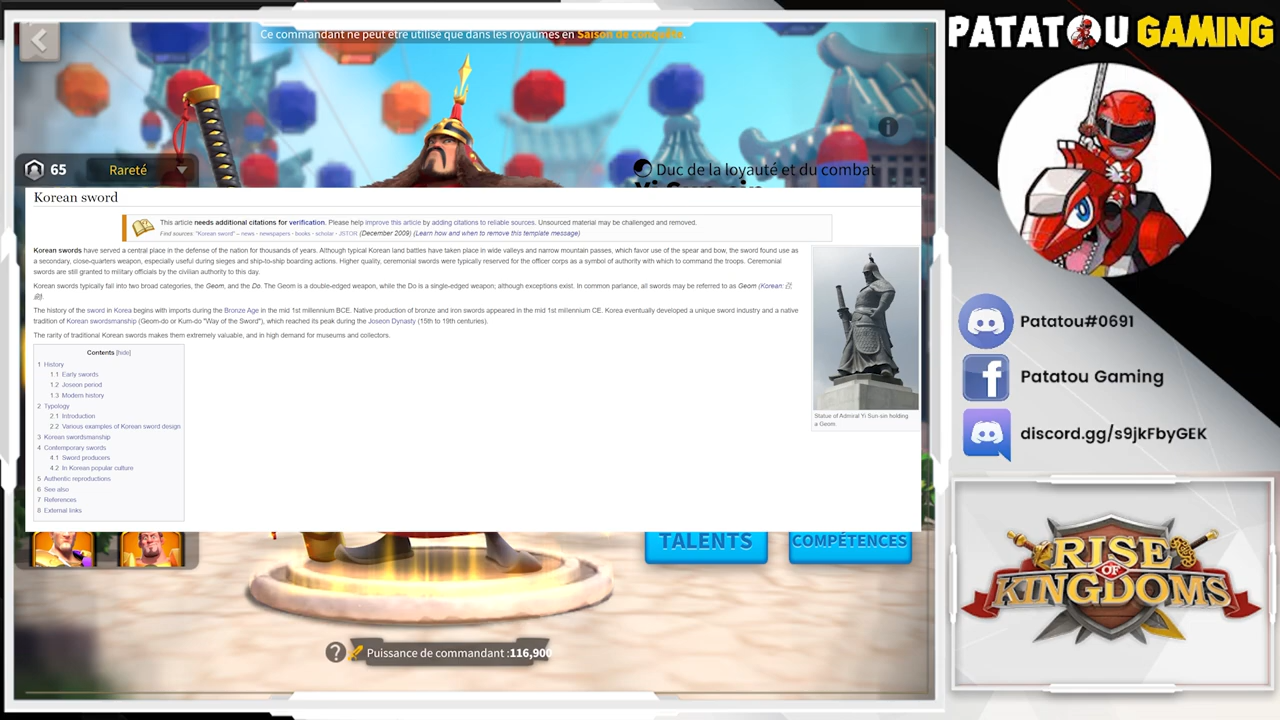 Ce commandant ne peut être utilisé que dans les royaumes en Saison de conquête.
PATATOU GAMING
65
Rareté
Duc de la loyauté et du combat
Yi Sun-sin
Korean sword
This article needs additional citations for verification. Please help improve this article by adding citations to reliable sources. Unsourced material may be challenged and removed.
Find sources: "Korean sword" – news · newspapers · books · scholar · JSTOR (December 2009) (Learn how and when to remove this template message)
Korean swords have served a central place in the defense of the nation for thousands of years. Although typical Korean land battles have taken place in wide valleys and narrow mountain passes, which favor use of the spear and bow, the sword found use as
a secondary, close-quarters weapon, especially useful during sieges and ship-to-ship boarding actions. Higher quality, ceremonial swords were typically reserved for the officer corps as a symbol of authority with which to command the troops. Ceremonial
swords are still granted to military officials by the civilian authority to this day.
Korean swords typically fall into two broad categories, the Geom, and the Do. The Geom is a double-edged weapon, while the Do is a single-edged weapon, although exceptions exist. In common parlance, all swords may be referred to as Geom (Korean: 검,
劍).
The history of the sword in Korea begins with imports during the Bronze Age in the mid 1st millennium BCE. Native production of bronze and iron swords appeared in the mid 1st millennium CE. Korea eventually developed a unique sword industry and a native
tradition of Korean swordsmanship (Geom-do or Kum-do "Way of the Sword"), which reached its peak during the Joseon Dynasty (15th to 19th centuries).
The rarity of traditional Korean swords makes them extremely valuable, and in high demand for museums and collectors.
Contents [hide]
1 History
1.1 Early swords
1.2 Joseon period
1.3 Modern history
2 Typology
2.1 Introduction
2.2 Various examples of Korean sword design
3 Korean swordsmanship
4 Contemporary swords
4.1 Sword producers
4.2 In Korean popular culture
5 Authentic reproductions
6 See also
7 References
8 External links
Statue of Admiral Yi Sun-sin holding
a Geom
TALENTS
COMPÉTENCES
Puissance de commandant :116,900
Patatou#0691
Patatou Gaming
discord.gg/s9jkFbyGEK
RISE
OF
KINGDOMS